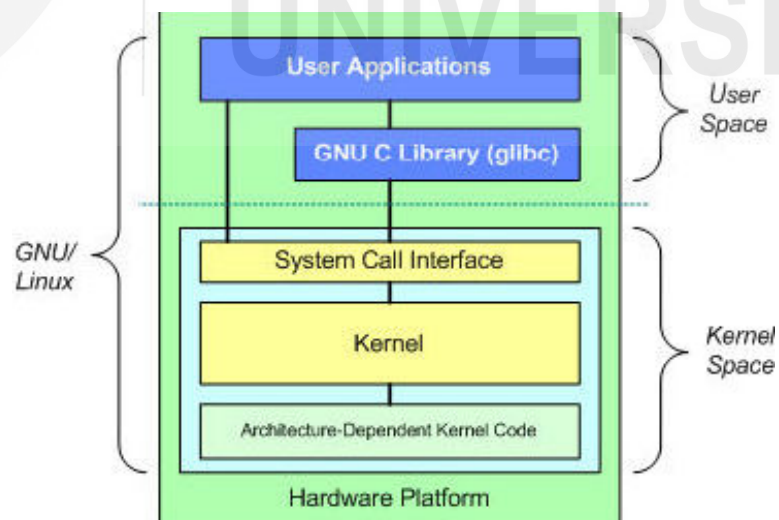 UNIVERSI
User Applications
User
Space
GNU C Library (glibc)
GNU/
Linux
System Call Interface
Kernel
Kernel
Space
Architecture-Dependent Kernel Code
Hardware Platform